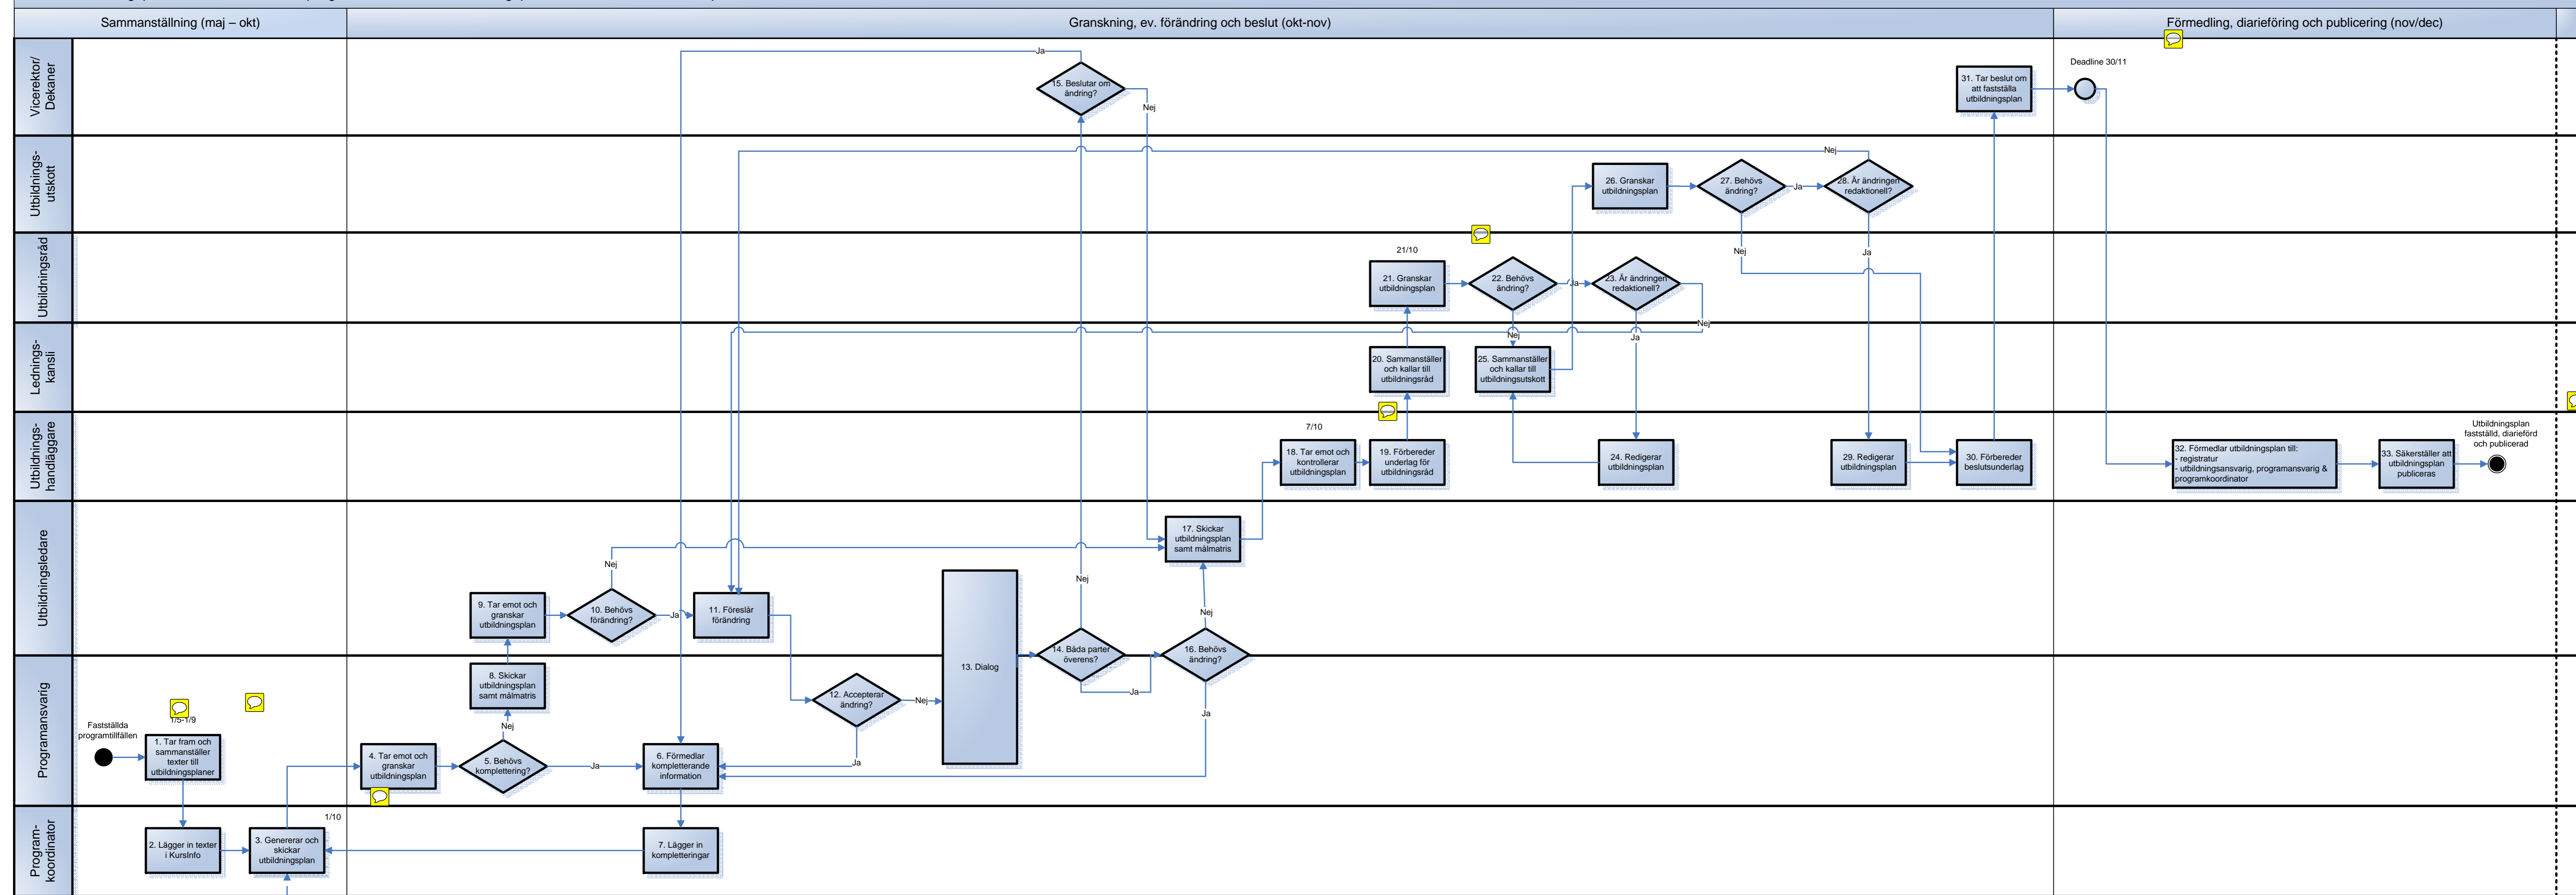 Sammanställning (maj – okt)
Granskning, ev. förändring och beslut (okt-nov)
Förmedling, diarieföring och publicering (nov/dec)
Vicerektor/
Dekaner
Ja
15. Beslutar om
ändring?
Nej
31. Tar beslut om
att fastställa
utbildningsplan
Deadline 30/11
Utbildnings-
utskott
26. Granskar
utbildningsplan
27. Behövs
ändring?
Ja
28. Är ändringen
redaktionell?
Nej
Utbildningsråd
21/10
21. Granskar
utbildningsplan
22. Behövs
ändring?
Ja
23. Är ändringen
redaktionell?
Nej
Nej
Ja
Lednings-
kansli
20. Sammanställer
och kallar till
utbildningsråd
Nej
25. Sammanställer
och kallar till
utbildningsutskott
Ja
Utbildnings-
handläggare
7/10
18. Tar emot och
kontrollerar
utbildningsplan
19. Förbereder
underlag för
utbildningsråd
24. Redigerar
utbildningsplan
29. Redigerar
utbildningsplan
30. Förbereder
beslutsunderlag
32. Förmedlar utbildningsplan till:
- registratur
- utbildningsansvarig, programansvarig &
programkoordinator
33. Säkerställer att
utbildningsplan
publiceras
Utbildningsplan
fastställd, diarieförd
och publicerad
Utbildningsledare
9. Tar emot och
granskar
utbildningsplan
10. Behövs
förändring?
Nej
Ja
11. Föreslår
förändring
13. Dialog
Nej
14. Båda parter
överens?
Ja
17. Skickar
utbildningsplan
samt målmatris
Nej
16. Behövs
ändring?
Ja
Programansvarig
Fastställda
programtillfällen
1/5-1/9
1. Tar fram och
sammanställer
texter till
utbildningsplaner
8. Skickar
utbildningsplan
samt målmatris
Nej
4. Tar emot och
granskar
utbildningsplan
5. Behövs
komplettering?
Ja
6. Förmedlar
kompletterande
information
12. Accepterar
ändring?
Nej
Ja
Program-
koordinator
1/10
2. Lägger in texter
i KursInfo
3. Genererar och
skickar
utbildningsplan
7. Lägger in
kompletteringar